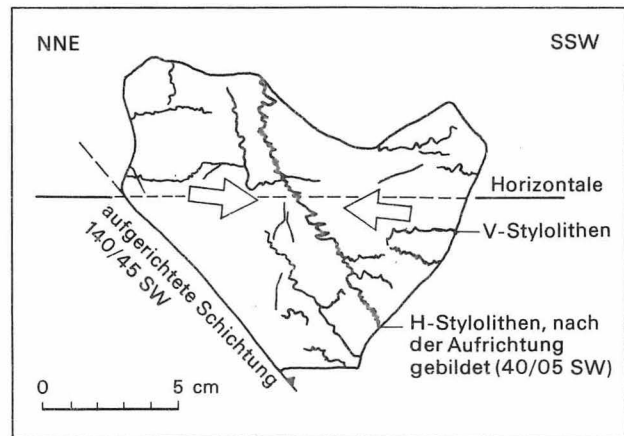 NNE
SSW
Horizontale
V-Stylolithen
aufgerichtete Schichtung
140/45 SW
H-Stylolithen, nach
der Aufrichtung
gebildet (40/05 SW)
0 5 cm